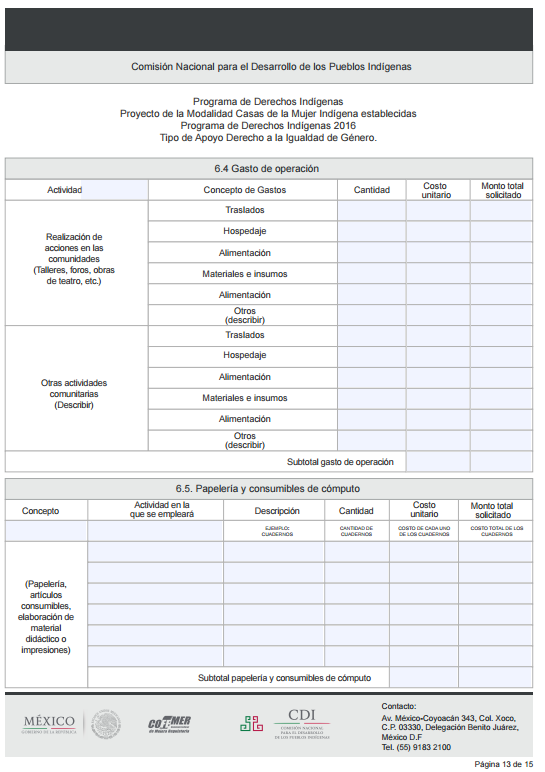 Comisión Nacional para el Desarrollo de los Pueblos Indígenas
Programa de Derechos Indígenas
Proyecto de la Modalidad Casas de la Mujer Indígena establecidas
Programa de Derechos Indígenas 2016
Tipo de Apoyo Derecho a la Igualdad de Género.
6.4 Gasto de operación
Actividad
Concepto de Gastos
Cantidad
Costo
unitario
Monto total
solicitado
Realización de
acciones en las
comunidades
(Talleres, foros, obras
de teatro, etc.)
Traslados
Hospedaje
Alimentación
Materiales e insumos
Alimentación
Otros
(describir)
Otras actividades
comunitarias
(Describir)
Traslados
Hospedaje
Alimentación
Materiales e insumos
Alimentación
Otros
(describir)
Subtotal gasto de operación
6.5. Papelería y consumibles de cómputo
Concepto
Actividad en la
que se empleará
Descripción
Cantidad
Costo
unitario
Monto total
solicitado
EJEMPLO:
CUADERNOS
CANTIDAD DE
CUADERNOS
COSTO DE CADA UNO
DE LOS CUADERNOS
COSTO TOTAL DE LOS
CUADERNOS
(Papelería,
artículos
consumibles,
elaboración de
material
didáctico o
impresiones)
Subtotal papelería y consumibles de cómputo
MÉXICO
GOBIERNO DE LA REPÚBLICA
COFEMER
de Mejora Regulatoria
CDI
COMISIÓN NACIONAL
PARA EL DESARROLLO
DE LOS PUEBLOS INDÍGENAS
Contacto:
Av. México-Coyoacán 343, Col. Xoco,
C.P. 03330, Delegación Benito Juárez,
México D.F
Tel. (55) 9183 2100
Página 13 de 15